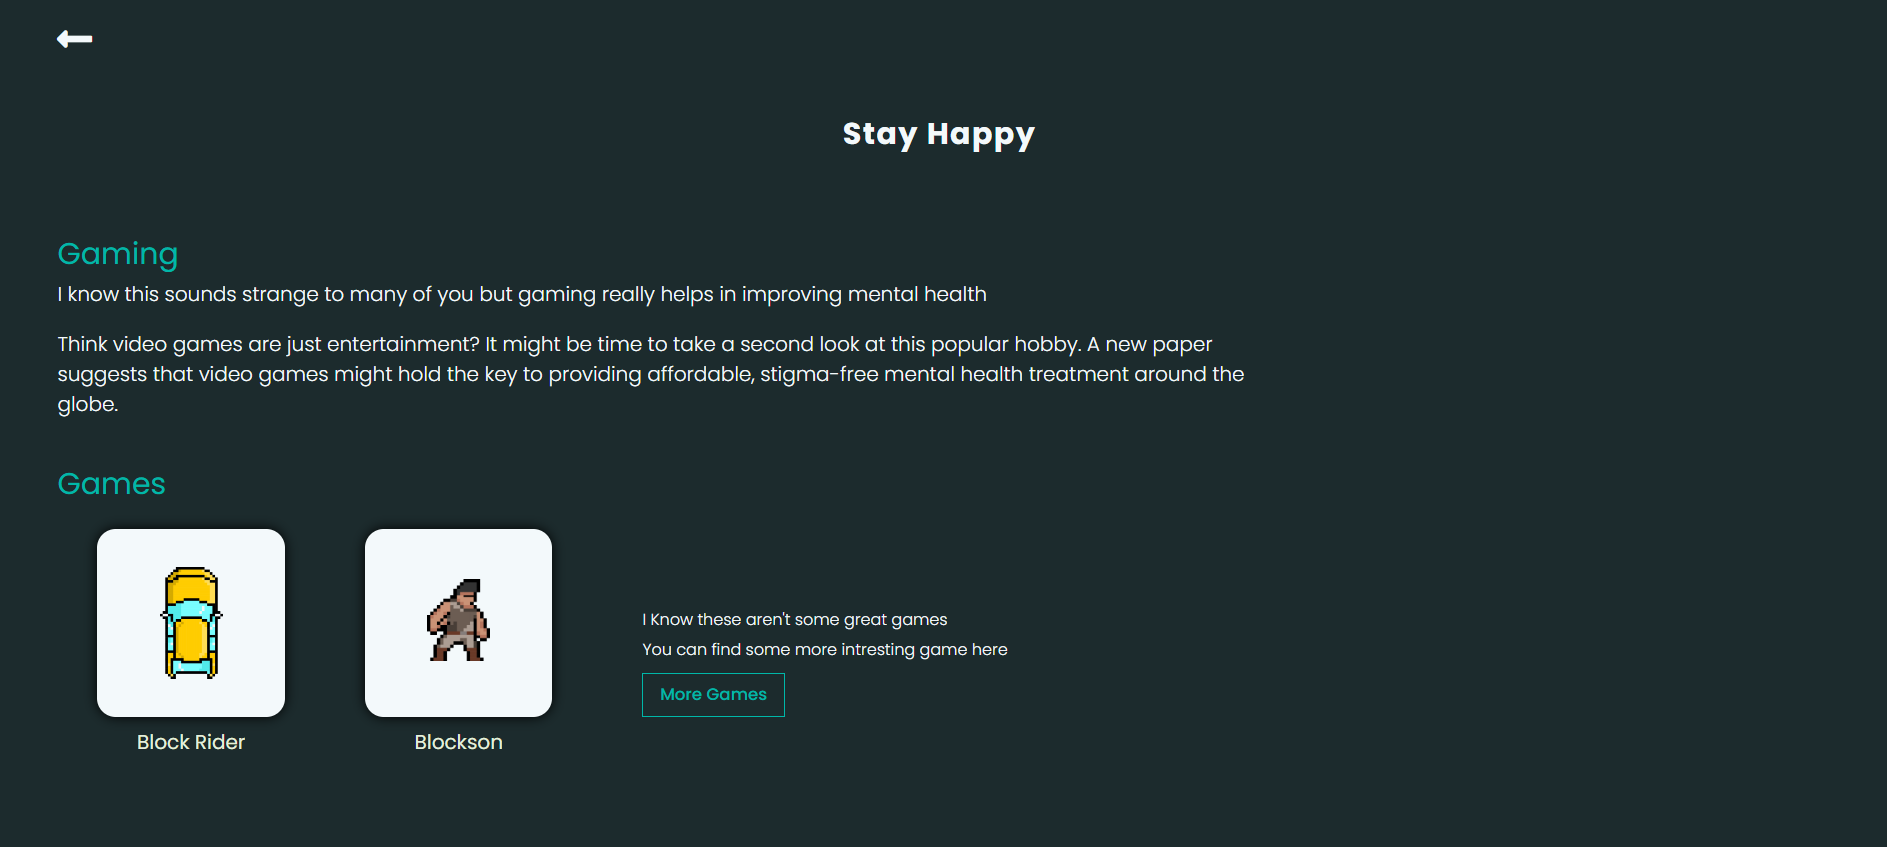 Stay Happy
Gaming
I know this sounds strange to many of you but gaming really helps in improving mental health
Think video games are just entertainment? It might be time to take a second look at this popular hobby. A new paper
suggests that video games might hold the key to providing affordable, stigma-free mental health treatment around the
globe.
Games
Block Rider
Blockson
I Know these aren't some great games
You can find some more intresting game here
More Games